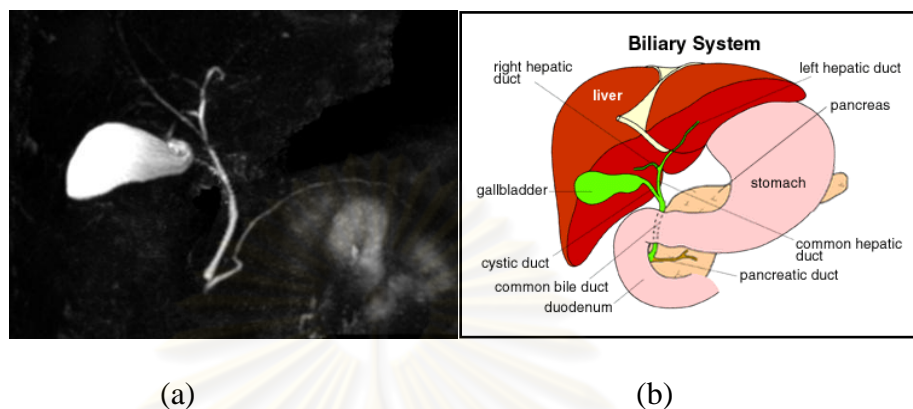 Biliary System
right hepatic
duct
left hepatic duct
liver
pancreas
gallbladder
stomach
cystic duct
common hepatic
duct
common bile duct
pancreatic duct
duodenum
(a)
(b)